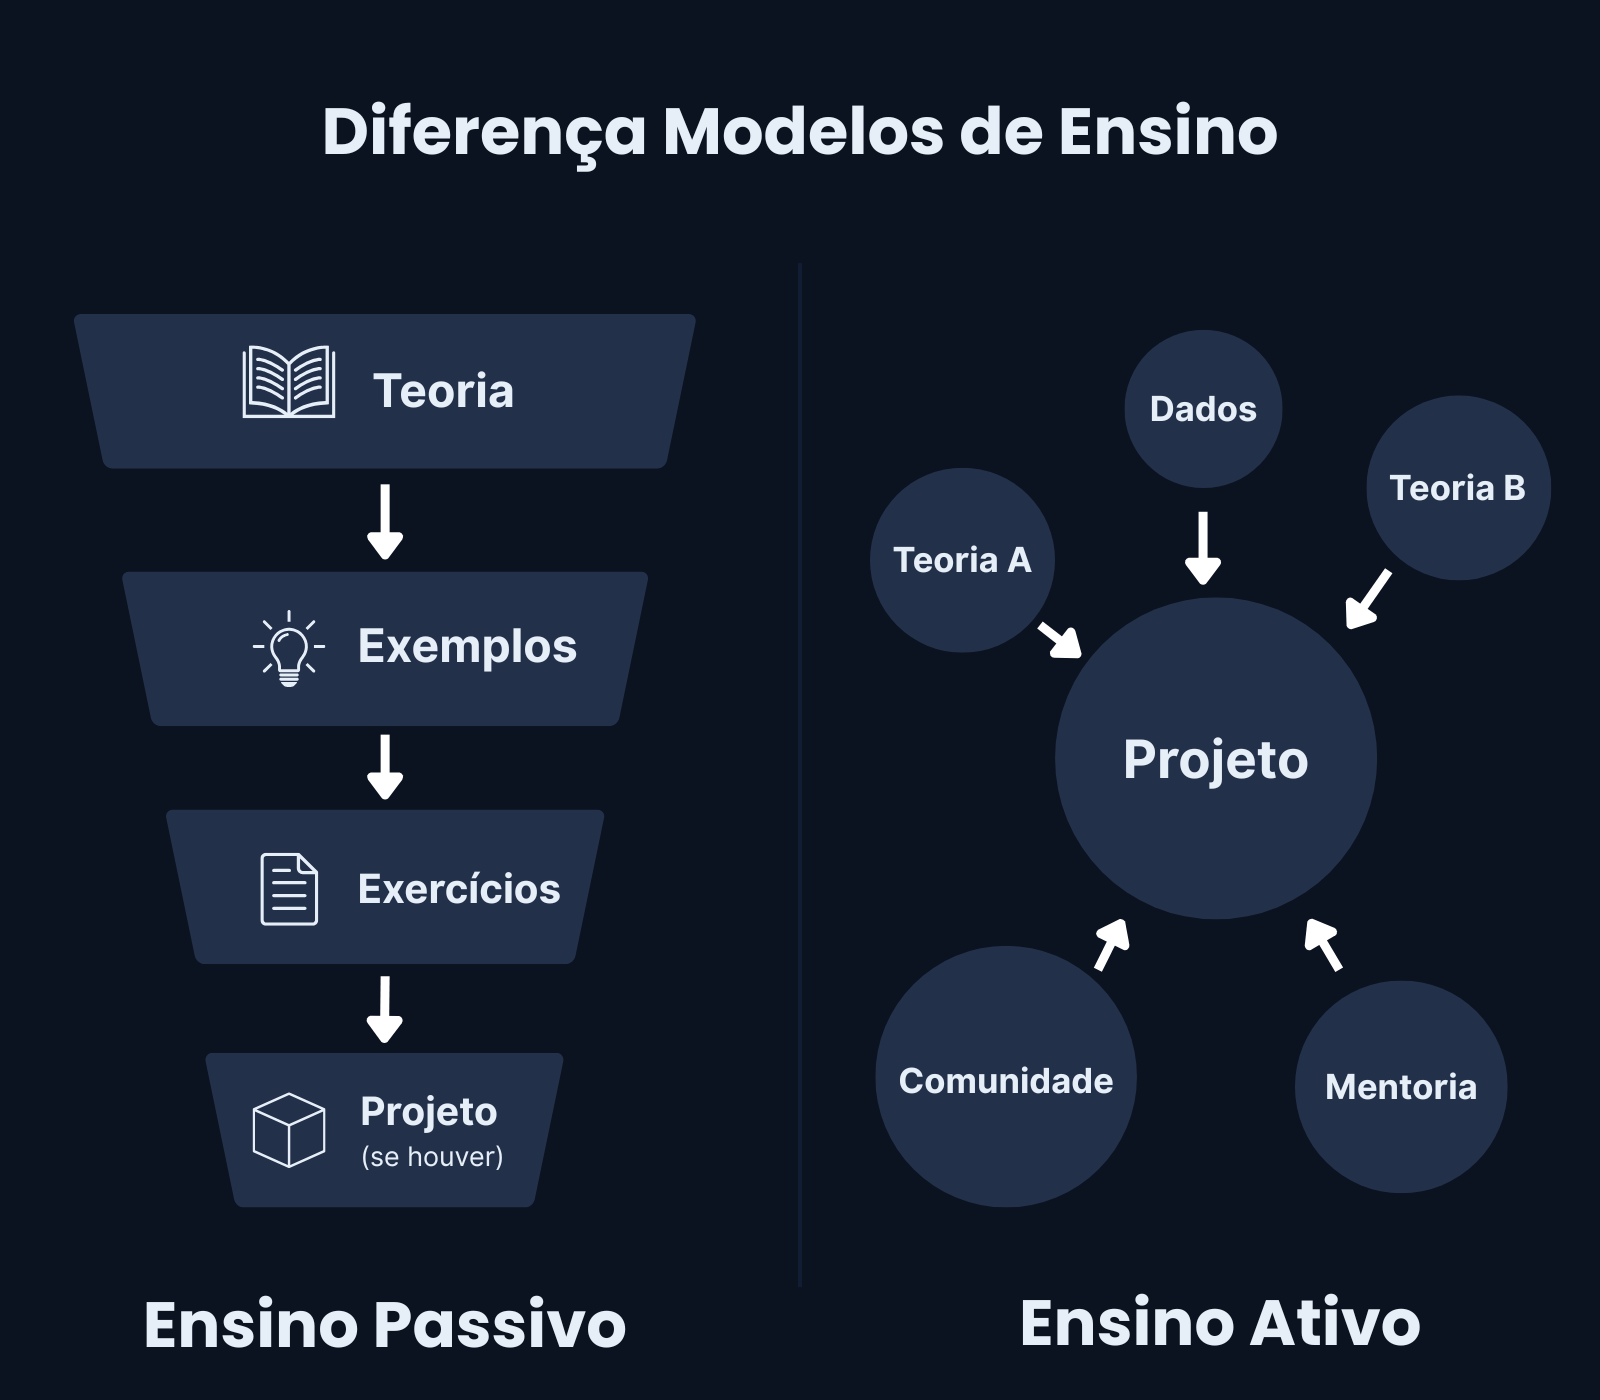 Diferença Modelos de Ensino
Teoria
Exemplos
Exercícios
Projeto
(se houver)
Ensino Passivo
Dados
Teoria B
Teoria A
Projeto
Comunidade
Mentoria
Ensino Ativo